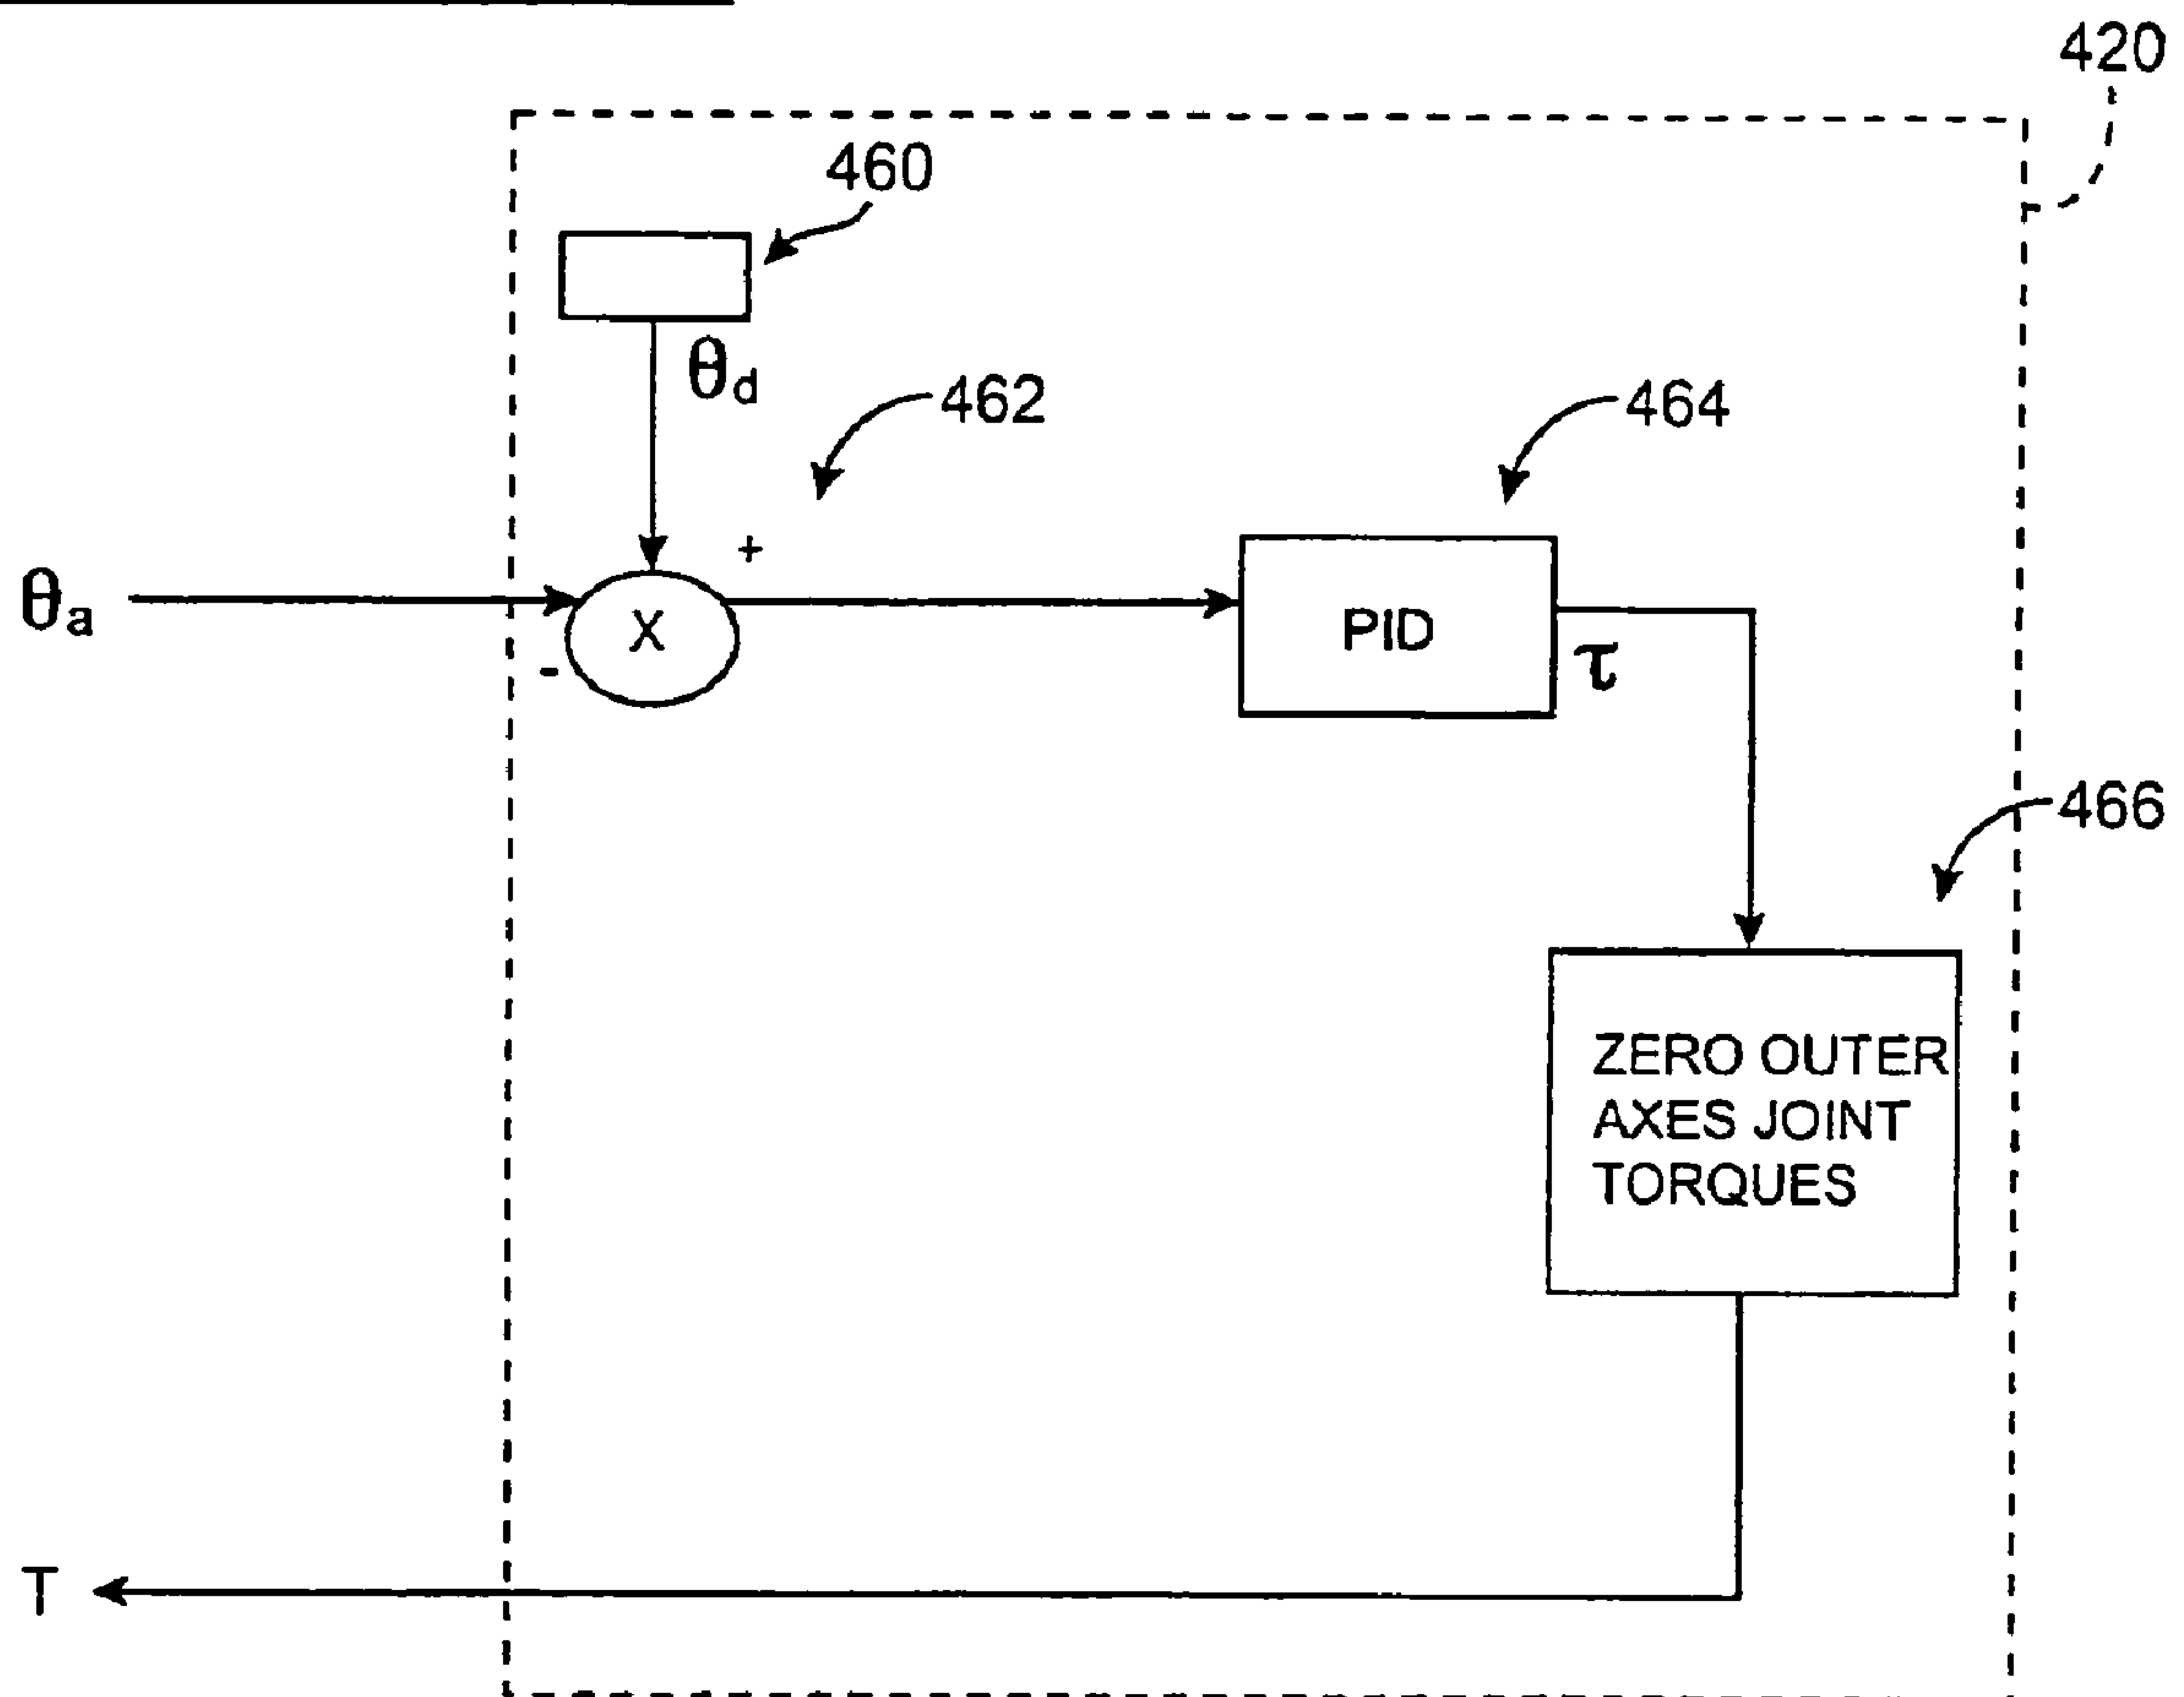 420
460
θd
462
464
+
θa
X
-
PID
τ
466
ZERO OUTER
AXES JOINT
TORQUES
T